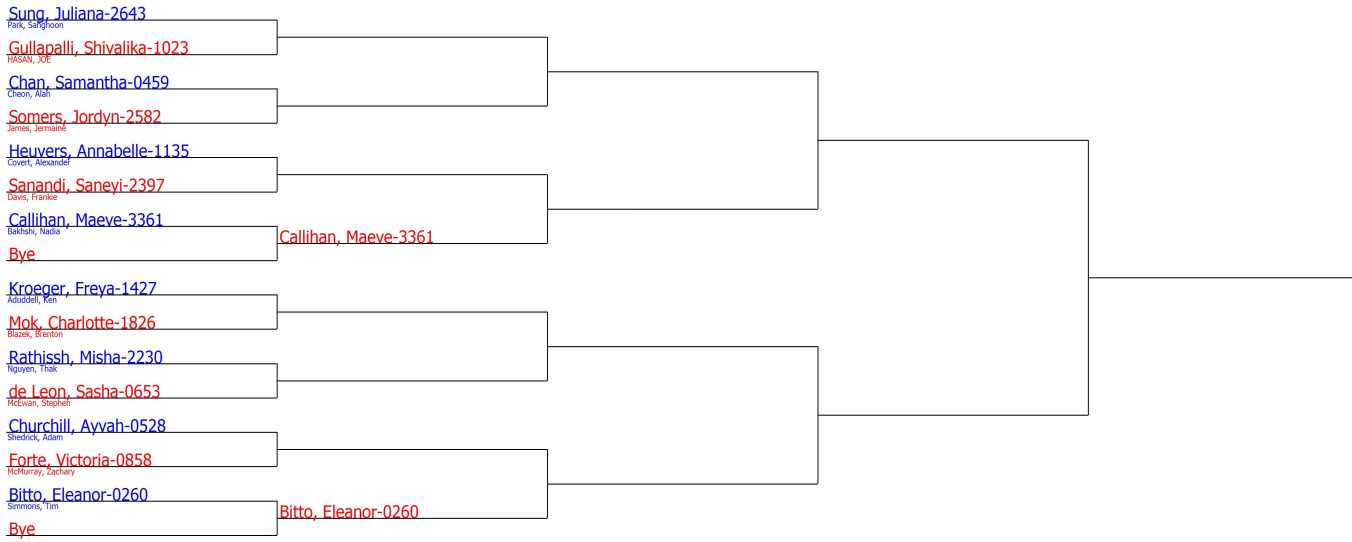 Sung, Juliana-2643
Park, Sanghoon
Gullapalli, Shivalika-1023
HASAN, JOE
Chan, Samantha-0459
Cheon, Alan
Somers, Jordyn-2582
James, Jermaine
Heuvers, Annabelle-1135
Covert, Alexander
Sanandi, Saneyi-2397
Davis, Frankie
Callihan, Maeve-3361
Bakhshi, Nadia
Callihan, Maeve-3361
Bye
Kroeger, Freya-1427
Aduddell, Ken
Mok, Charlotte-1826
Blazek, Brenton
Rathissh, Misha-2230
Nguyen, Thak
de Leon, Sasha-0653
McEwan, Stephen
Churchill, Ayvah-0528
Shedrick, Adam
Forte, Victoria-0858
McMurray, Zachary
Bitto, Eleanor-0260
Simmons, Tim
Bitto, Eleanor-0260
Bye